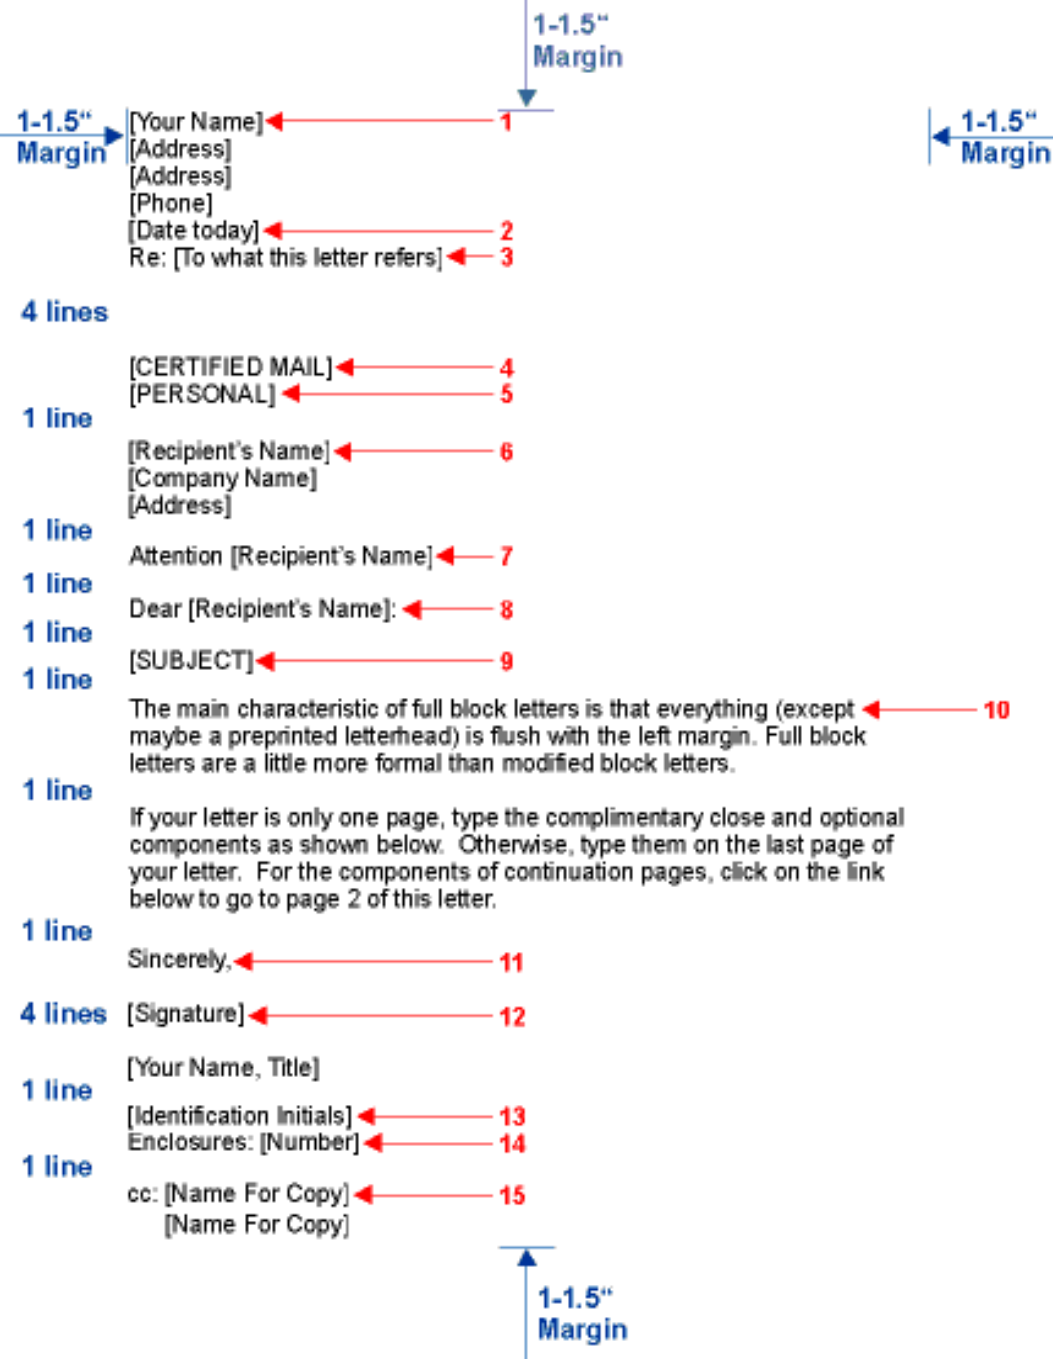 1-1.5“
Margin
1-1.5“
Margin
[Your Name] 1
1-1.5“
Margin
[Address]
[Address]
[Phone]
[Date today] 2
Re: [To what this letter refers] 3
4 lines
[CERTIFIED MAIL] 4
[PERSONAL] 5
1 line
[Recipient's Name] 6
[Company Name]
[Address]
1 line
Attention [Recipient's Name] 7
1 line
Dear [Recipient's Name]: 8
1 line
[SUBJECT] 9
1 line
The main characteristic of full block letters is that everything (except 10
maybe a preprinted letterhead) is flush with the left margin. Full block
letters are a little more formal than modified block letters.
1 line
If your letter is only one page, type the complimentary close and optional
components as shown below.  Otherwise, type them on the last page of
your letter.  For the components of continuation pages, click on the link
below to go to page 2 of this letter.
1 line
Sincerely, 11
4 lines [Signature] 12
[Your Name, Title]
1 line
[Identification Initials] 13
Enclosures: [Number] 14
1 line
cc: [Name For Copy] 15
[Name For Copy]
1-1.5“
Margin